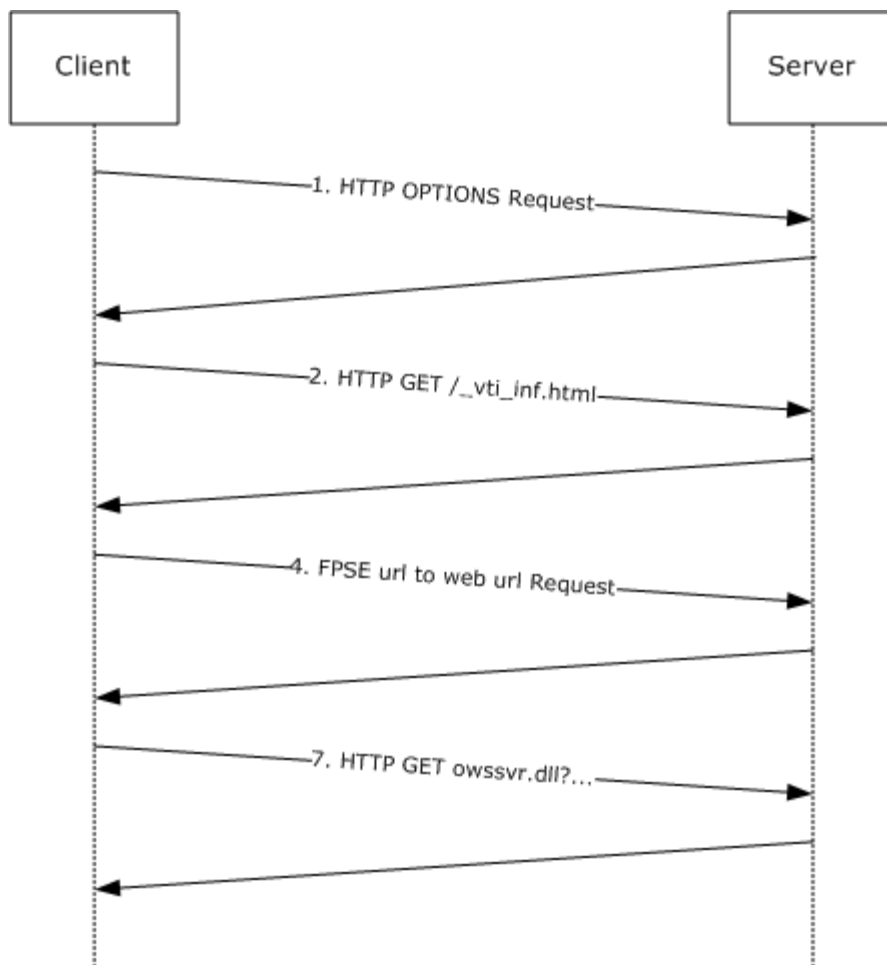 Client
Server
1. HTTP OPTIONS Request
2. HTTP GET /_vti_inf.html
4. FPSE url to web url Request
7. HTTP GET owssvr.dll?...